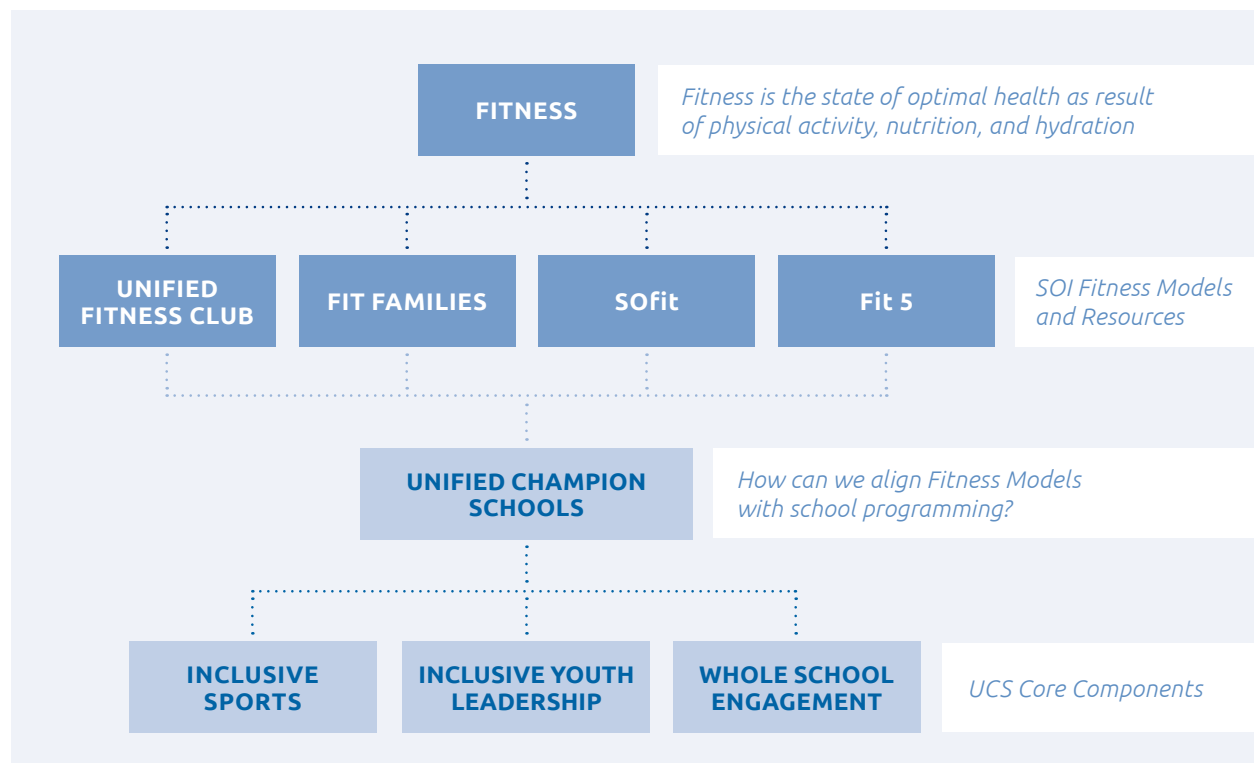 FITNESS
Fitness is the state of optimal health as result
of physical activity, nutrition, and hydration
UNIFIED
FITNESS CLUB
FIT FAMILIES
SOfit
Fit 5
SOI Fitness Models
and Resources
UNIFIED CHAMPION
SCHOOLS
How can we align Fitness Models
with school programming?
INCLUSIVE
SPORTS
INCLUSIVE YOUTH
LEADERSHIP
WHOLE SCHOOL
ENGAGEMENT
UCS Core Components